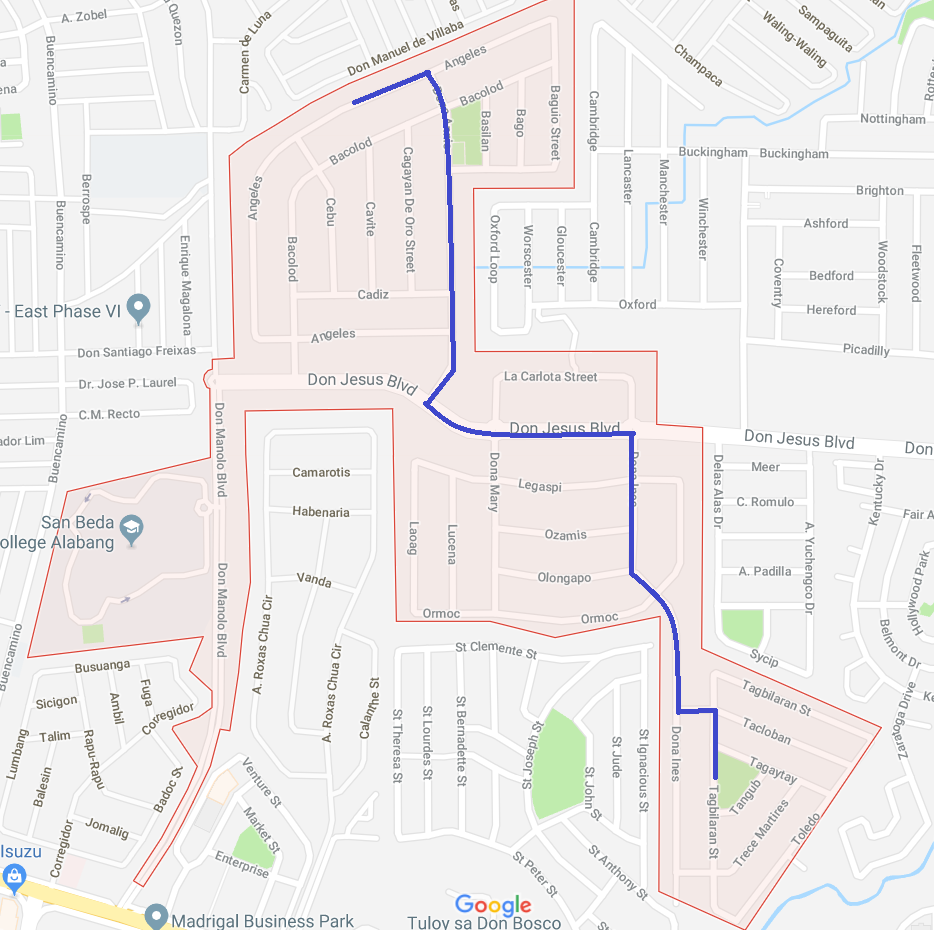 A. Zobel
Quezon
Carmen de Luna
Don Manuel de Villaba
Angeles
Sampaguita
Waling-Waling
Champaca
Buencamino
Bacolod
Basilan
Bago
Baguio Street
Cambridge
Nottingham
Buckingham
Buckingham
Bacolod
Cagayan De Oro Street
Lancaster
Manchester
Brighton
Berrospe
Angeles
Cebu
Cavite
Oxford Loop
Worscester
Gloucester
Cambridge
Winchester
Ashford
Woodstock
Fleetwood
Buencamino
Enrique Magalona
Bacolod
Coventry
Bedford
Hereford
- East Phase VI
Cadiz
Oxford
Angeles
Picadilly
Don Santiago Freixas
Dr. Jose P. Laurel
Don Jesus Blvd
La Carlota Street
C.M. Recto
Don Jesus Blvd
Don Jesus Blvd
Don
ador Lim
Buencamino
Don Manolo Blvd
Camarotis
Dona Mary
Legaspi
Delas Alas Dr
Meer
Kentucky Dr
C. Romulo
Habenaria
San Beda
ollege Alabang
Laoag
Lucena
Ozamis
A. Yuchengco Dr
Fair A
Vanda
Olongapo
A. Padilla
Hollywood Park
Don Manolo Blvd
A. Roxas Chua Cir
Ormoc
Ormoc
Belmont Dr
Buencamino
St Clemente St
Sycip
Busuanga
A. Roxas Chua Cir
Calanthe St
Sicigon
Fuga
Ambil
Corregidor
Tagbilaran St
Zaratoga Drive
Talim
Lumbang
Rapu-Rapu
St Theresa St
St Lourdes St
St Bernadette St
St Joseph St
St Jude
St Ignacious St
Dona Ines
Tacloban
Balesin
Badoc St
Venture St
St John St
Tagaytay
Tangub
Tagbilaran St
Trece Martires
Toledo
Jomalig
Market St
Corregidor
Enterprise
Isuzu
St Peter St
St Anthony St
Google
Madrigal Business Park
Tuloy sa Don Bosco